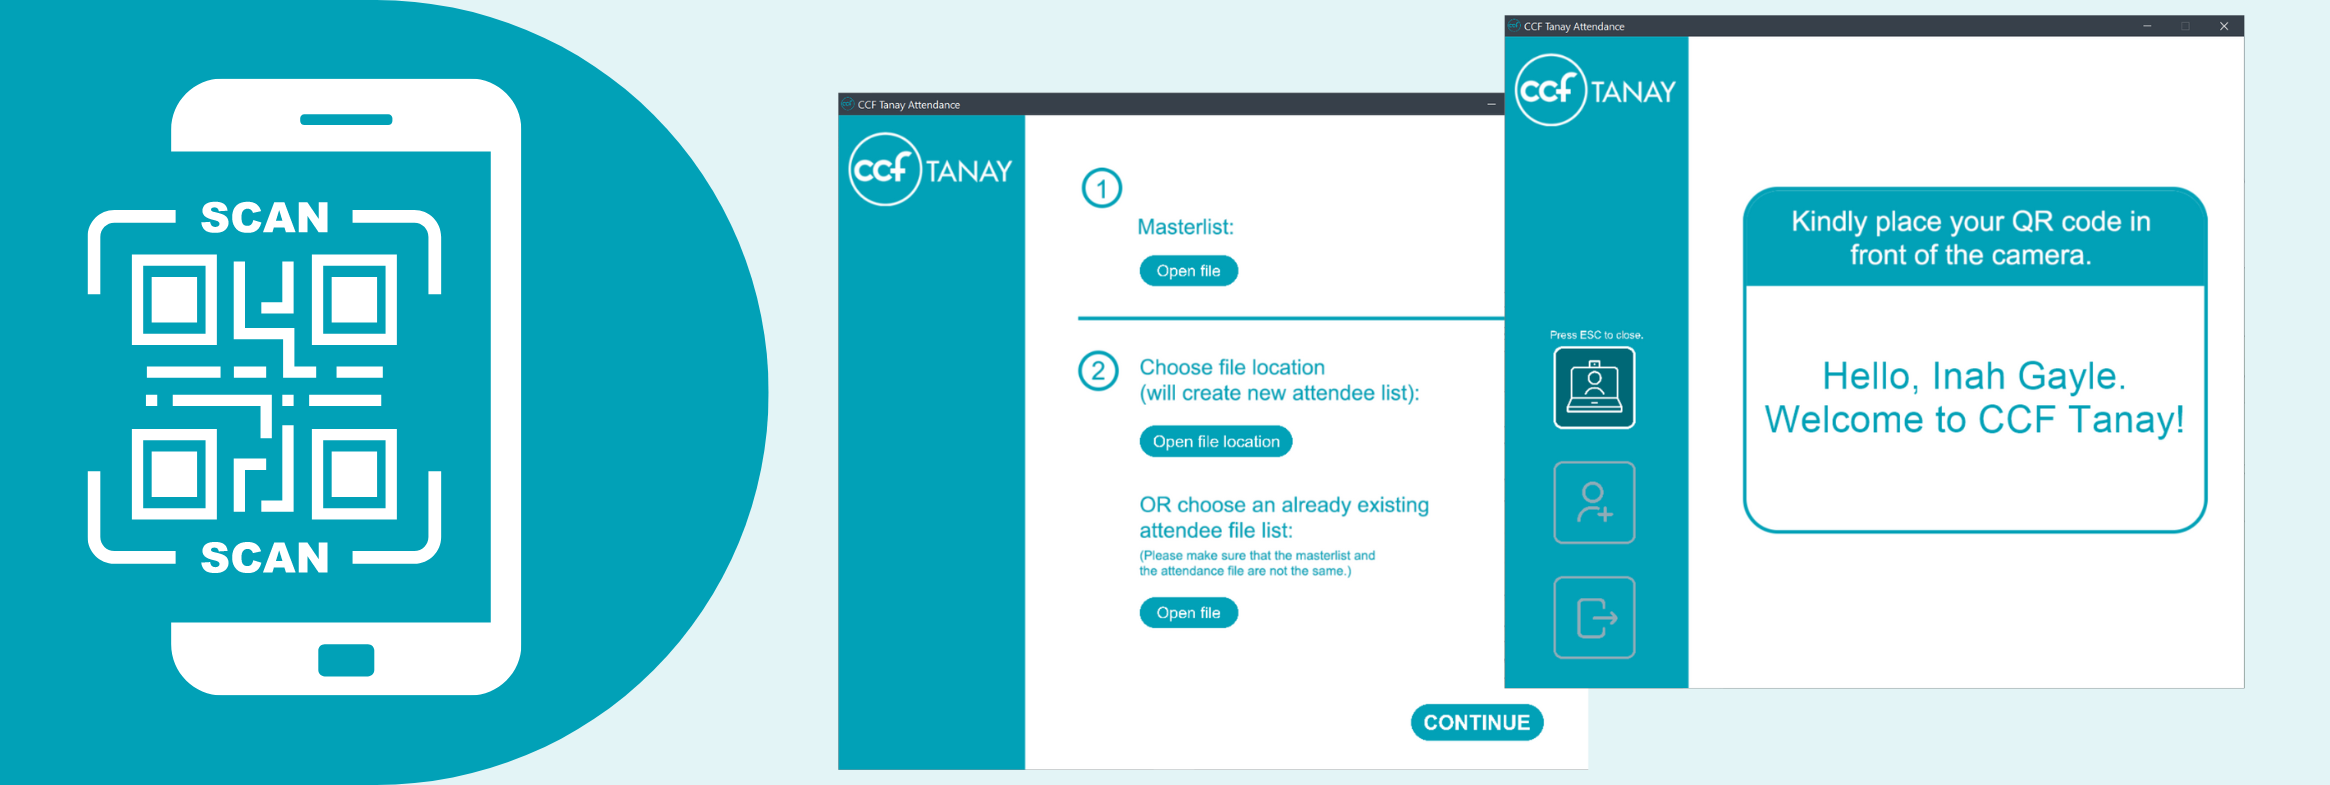 SCAN
SCAN
CCF Tanay Attendance
ccf TANAY
1
Masterlist:
Open file
2
Choose file location
(will create new attendee list):
Open file location
OR choose an already existing
attendee file list:
(Please make sure that the masterlist and
the attendance file are not the same.)
Open file
CONTINUE
CCF Tanay Attendance
ccf TANAY
Press ESC to close.
Kindly place your QR code in
front of the camera.
Hello, Inah Gayle.
Welcome to CCF Tanay!